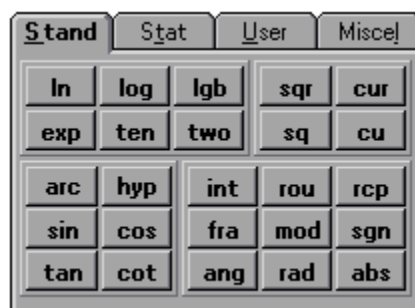 Stand Stat User Miscel
ln log lgb sqr cur
exp ten two sq cu
arc hyp int rou rcp
sin cos fra mod sgn
tan cot ang rad abs